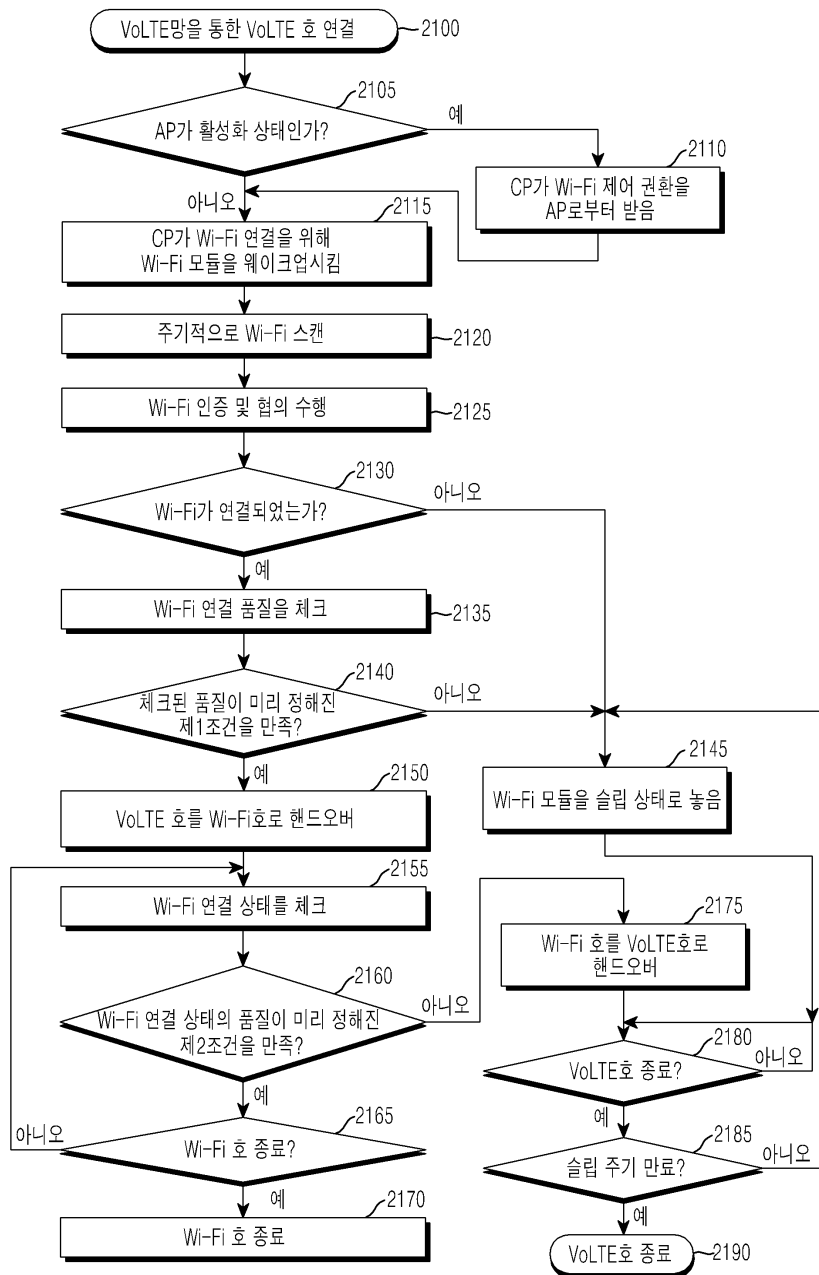 VoLTE망을 통한 VoLTE 호 연결
2100
2105
AP가 활성화 상태인가?
예
2110
CP가 Wi-Fi 제어 권환을
AP로부터 받음
아니오
2115
CP가 Wi-Fi 연결을 위해
Wi-Fi 모듈을 웨이크업시킴
주기적으로 Wi-Fi 스캔
2120
Wi-Fi 인증 및 협의 수행
2125
2130
Wi-Fi가 연결되었는가?
아니오
예
Wi-Fi 연결 품질을 체크
2135
2140
체크된 품질이 미리 정해진
제1조건을 만족?
아니오
예
2145
Wi-Fi 모듈을 슬립 상태로 놓음
2150
VoLTE 호를 Wi-Fi호로 핸드오버
2155
Wi-Fi 연결 상태를 체크
2175
Wi-Fi 호를 VoLTE호로
핸드오버
2160
Wi-Fi 연결 상태의 품질이 미리 정해진
제2조건을 만족?
아니오
예
2180
VoLTE호 종료?
아니오
예
2165
Wi-Fi 호 종료?
아니오
예
2185
슬립 주기 만료?
아니오
예
2170
Wi-Fi 호 종료
VoLTE호 종료
2190